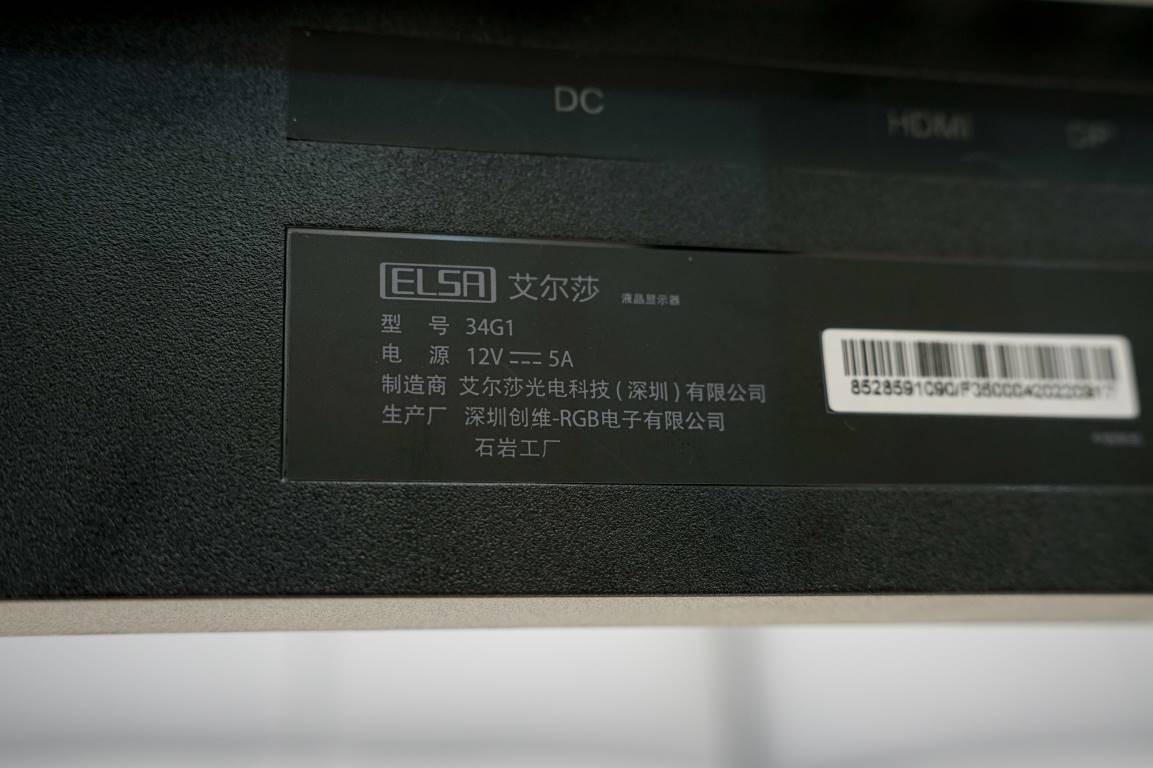 DC
HDMI
DP
ELSA 艾尔莎 液晶显示器
型 号 34G1
电 源 12V 5A
制造商 艾尔莎光电科技(深圳)有限公司
生产厂 深圳创维-RGB电子有限公司
石岩工厂